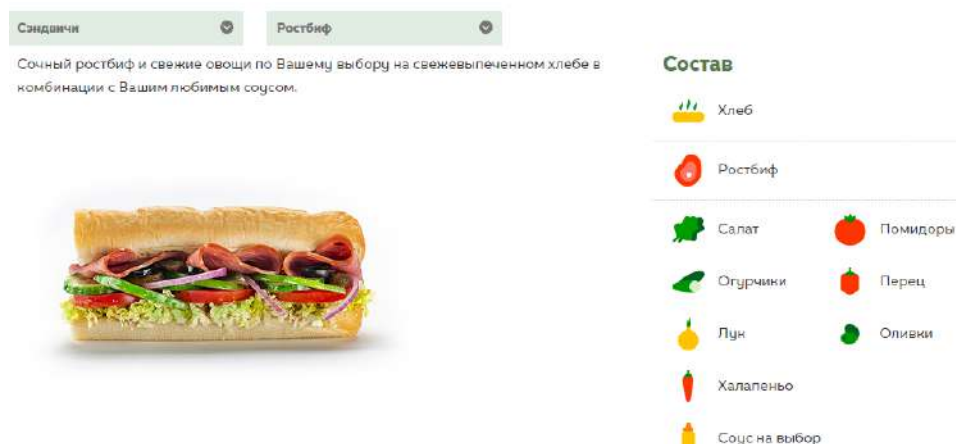 Сэндвичи
Ростбиф
Сочный ростбиф и свежие овощи по Вашему выбору на свежевыпеченном хлебе в
комбинации с Вашим любимым соусом.
Состав
Хлеб
Ростбиф
Салат
Помидоры
Огурчики
Перец
Лук
Оливки
Халапеньо
Соус на выбор